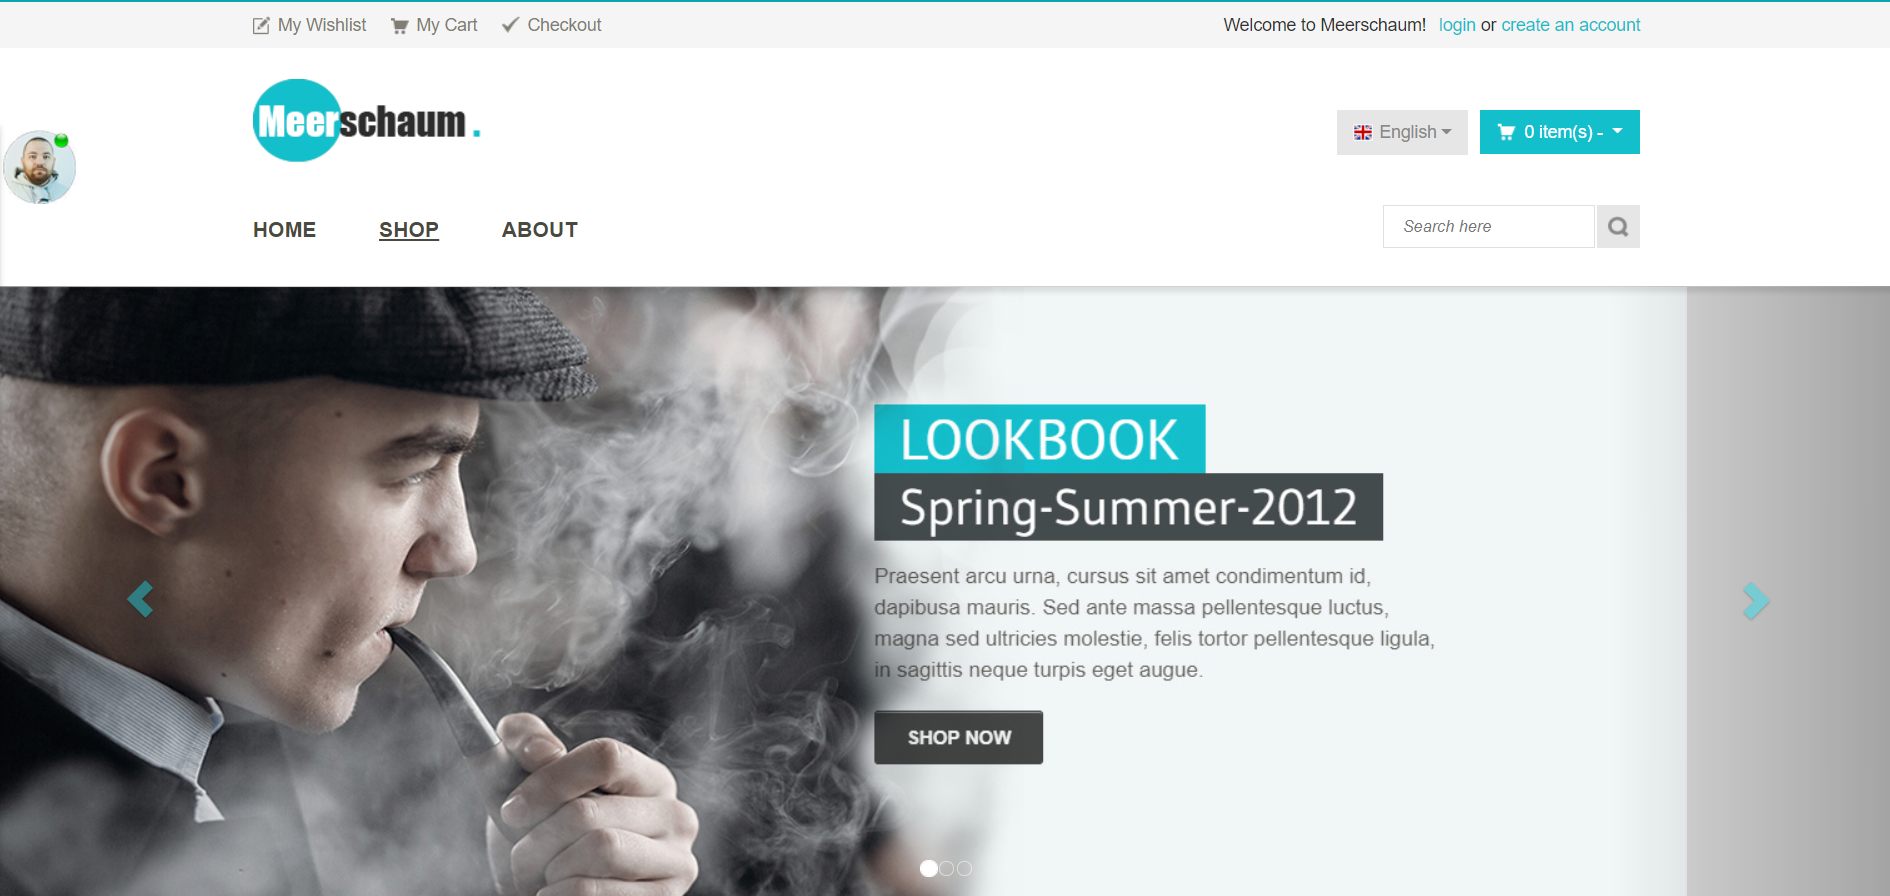 My Wishlist My Cart Checkout Welcome to Meerschaum! login or create an account
Meerschaum.
English 0 item(s) -
HOME SHOP ABOUT Search here
LOOKBOOK
Spring-Summer-2012
Praesent arcu urna, cursus sit amet condimentum id,
dapibusa mauris. Sed ante massa pellentesque luctus,
magna sed ultricies molestie, felis tortor pellentesque ligula,
in sagittis neque turpis eget augue.
SHOP NOW